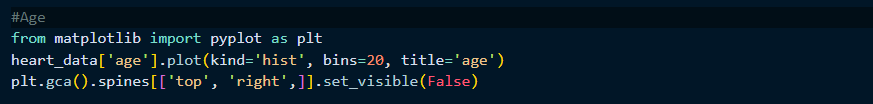 #Age
from matplotlib import pyplot as plt
heart_data['age'].plot(kind='hist', bins=20, title='age')
plt.gca().spines[['top', 'right',]].set_visible(False)